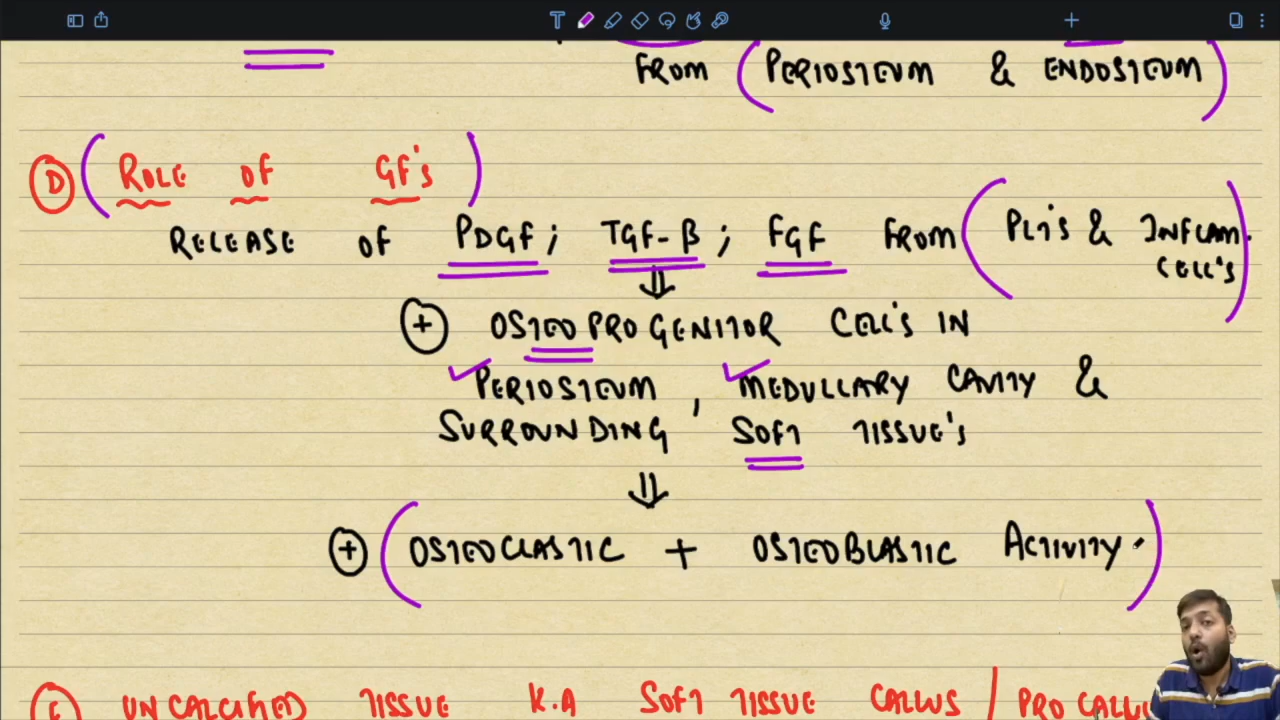 FROM (PERIOSTEUM & ENDOSTEUM)
D (ROLE OF GF's)
RELEASE OF PDGF; TGF-β; FGF FROM (PLT'S & INFLAM.
CELL'S)
⇓
+ OSTEOPROGENITOR CELL'S IN
PERIOSTEUM, MEDULLARY CAVITY &
SURROUNDING SOFT TISSUE'S
⇓
+ (OSTEOCLASTIC + OSTEOBLASTIC ACTIVITY.)
UNCALCIFIED TISSUE K.A SOFT TISSUE CALLUS / PRO CALLU